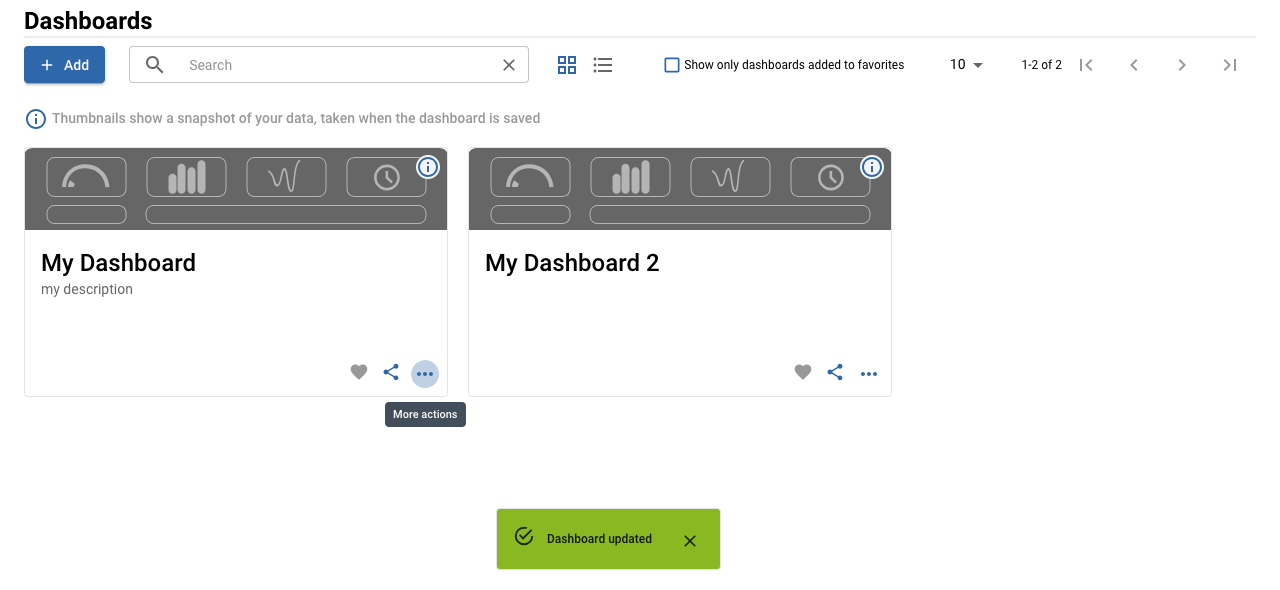 Dashboards
Add
Search
Show only dashboards added to favorites
10
1-2 of 2
Thumbnails show a snapshot of your data, taken when the dashboard is saved
My Dashboard
my description
My Dashboard 2
More actions
Dashboard updated